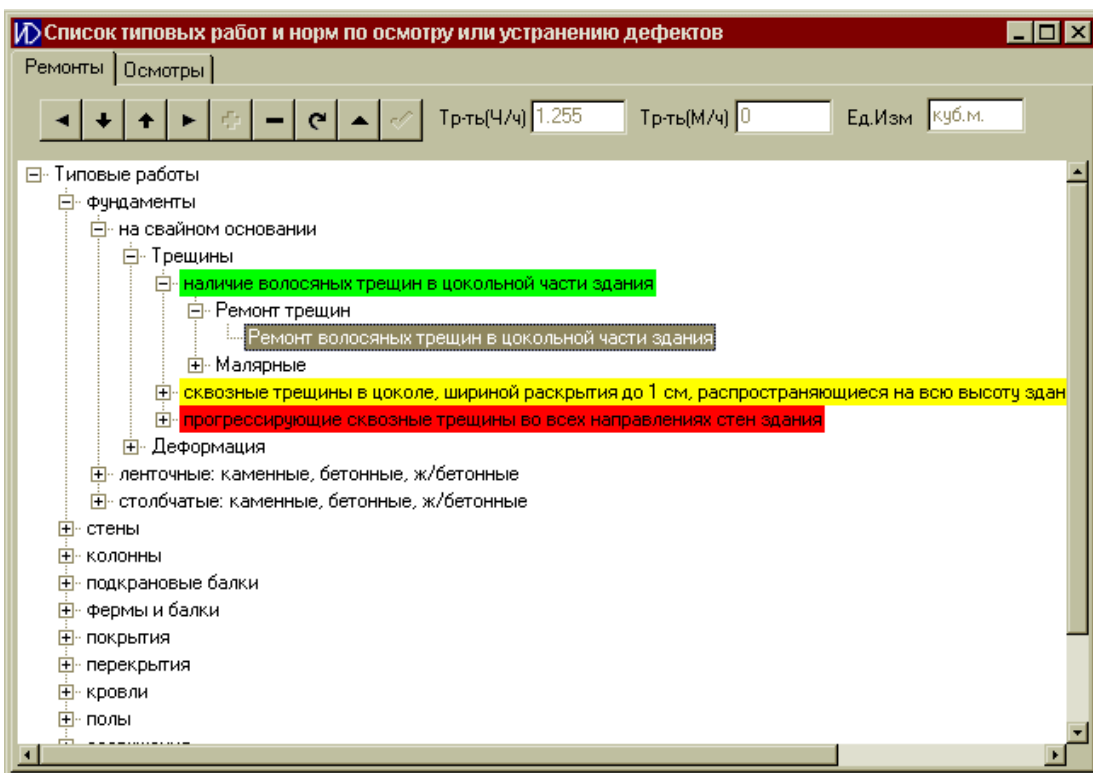 Список типовых работ и норм по осмотру или устранению дефектов
Ремонты Осмотры
Тр-ть(Ч/ч) 1.255 Тр-ть(М/ч) 0 Ед.Изм куб.м.
Типовые работы
фундаменты
на свайном основании
Трещины
наличие волосяных трещин в цокольной части здания
Ремонт трещин
Ремонт волосяных трещин в цокольной части здания
Малярные
сквозные трещины в цоколе, шириной раскрытия до 1 см, распространяющиеся на всю высоту здан
прогрессирующие сквозные трещины во всех направлениях стен здания
Деформация
ленточные: каменные, бетонные, ж/бетонные
столбчатые: каменные, бетонные, ж/бетонные
стены
колонны
подкрановые балки
фермы и балки
покрытия
перекрытия
кровли
полы